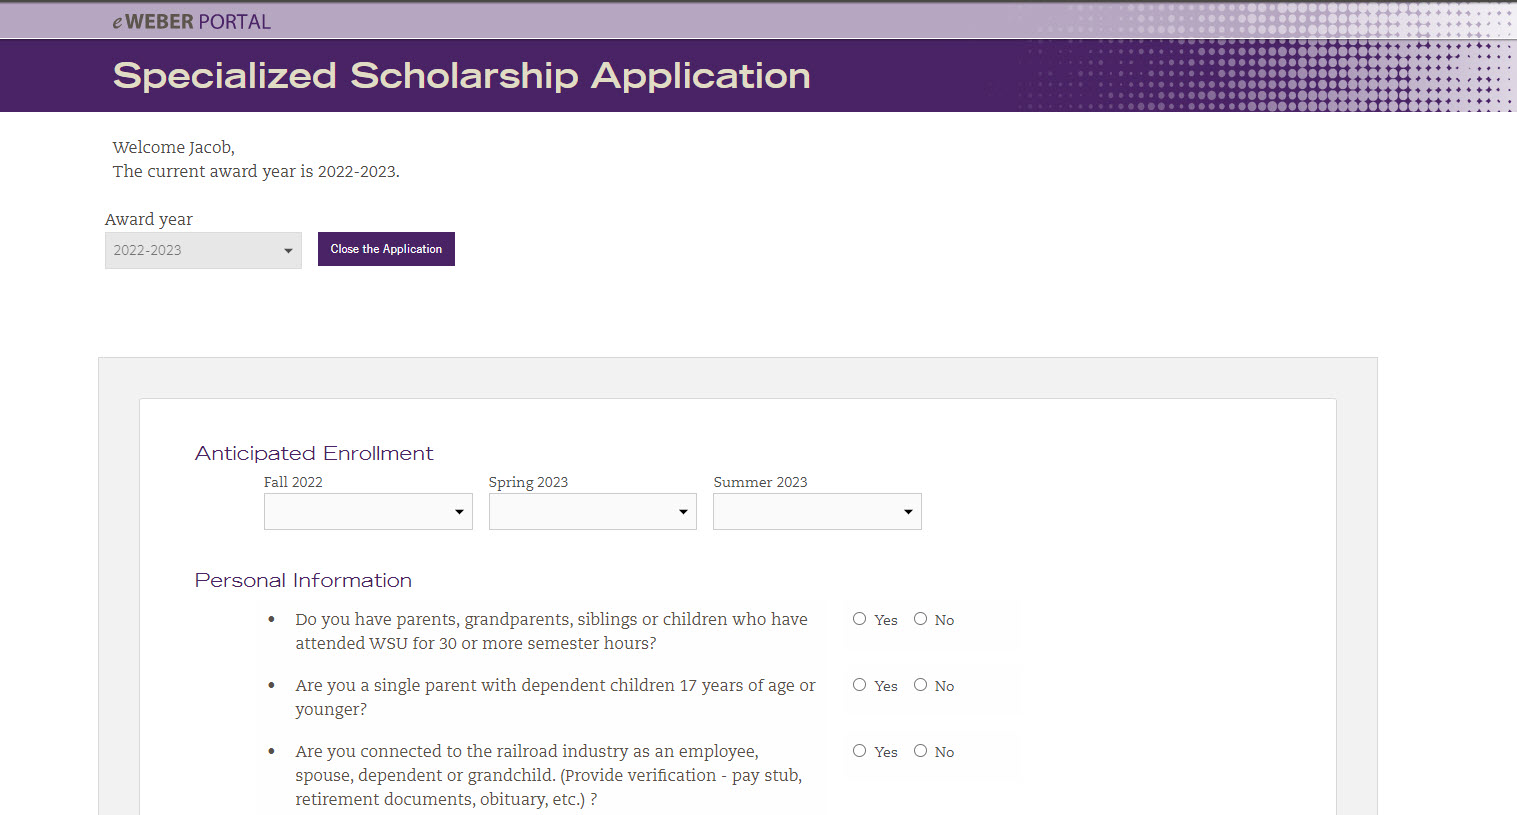 eWEBER PORTAL
Specialized Scholarship Application
Welcome Jacob,
The current award year is 2022-2023.
Award year
2022-2023
Close the Application
Anticipated Enrollment
Fall 2022 Spring 2023 Summer 2023
Personal Information
• Do you have parents, grandparents, siblings or children who have Yes No
attended WSU for 30 or more semester hours?
• Are you a single parent with dependent children 17 years of age or Yes No
younger?
• Are you connected to the railroad industry as an employee, Yes No
spouse, dependent or grandchild. (Provide verification - pay stub,
retirement documents, obituary, etc.) ?